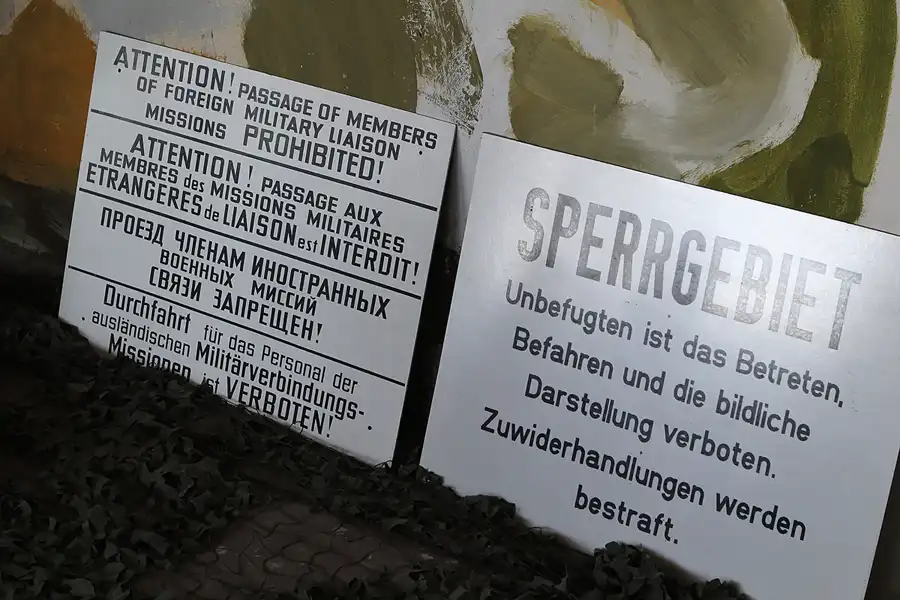 ATTENTION! PASSAGE OF MEMBERS
OF FOREIGN MILITARY LIAISON
MISSIONS PROHIBITED!
ATTENTION! PASSAGE AUX
MEMBRES des MISSIONS MILITAIRES
ETRANGERES de LIAISON est INTERDIT!
ПРОЕЗД ЧЛЕНАМ ИНОСТРАННЫХ
ВОЕННЫХ МИССИЙ
СВЯЗИ ЗАПРЕЩЕН!
Durchfahrt für das Personal der
ausländischen Militärverbindungs-
Missionen ist VERBOTEN!
SPERRGEBIET
Unbefugten ist das Betreten,
Befahren und die bildliche
Darstellung verboten.
Zuwiderhandlungen werden
bestraft.